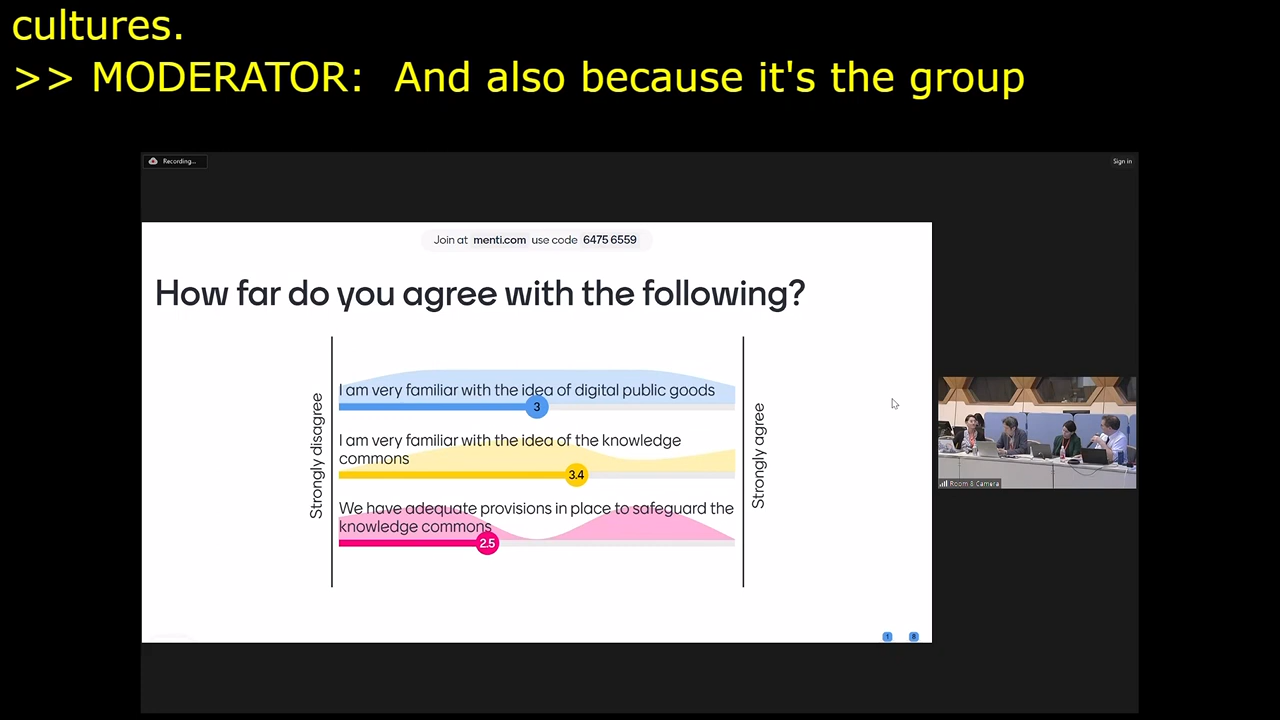 cultures.
>> MODERATOR:  And also because it's the group
Recording...
Sign in
Join at menti.com use code 6475 6559
How far do you agree with the following?
Strongly disagree
I am very familiar with the idea of digital public goods
3
I am very familiar with the idea of the knowledge
commons
3.4
We have adequate provisions in place to safeguard the
knowledge commons
2.5
Strongly agree
Room 8 Camera
1
8